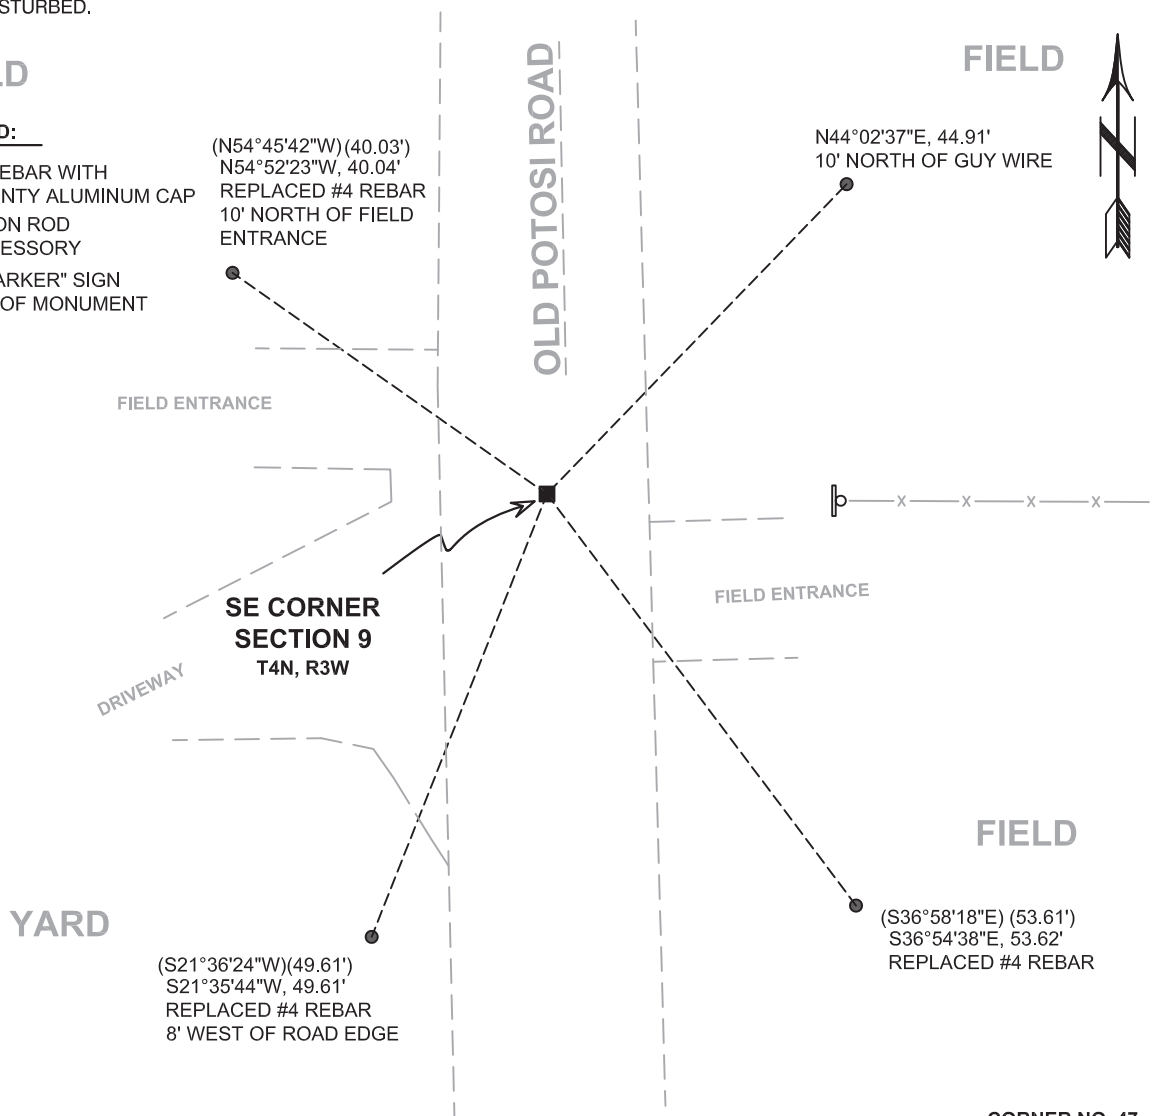 STURBED.
FIELD
LD
OLD POTOSI ROAD
D:
EBAR WITH
NTY ALUMINUM CAP
ON ROD
ESSORY
ARKER" SIGN
OF MONUMENT
(N54°45'42"W)(40.03')
N54°52'23"W, 40.04'
REPLACED #4 REBAR
10' NORTH OF FIELD
ENTRANCE
N44°02'37"E, 44.91'
10' NORTH OF GUY WIRE
N
FIELD ENTRANCE
x x x x
SE CORNER
SECTION 9
T4N, R3W
FIELD ENTRANCE
DRIVEWAY
FIELD
YARD
(S36°58'18"E) (53.61')
S36°54'38"E, 53.62'
REPLACED #4 REBAR
(S21°36'24"W)(49.61')
S21°35'44"W, 49.61'
REPLACED #4 REBAR
8' WEST OF ROAD EDGE
CORNER NO. 47